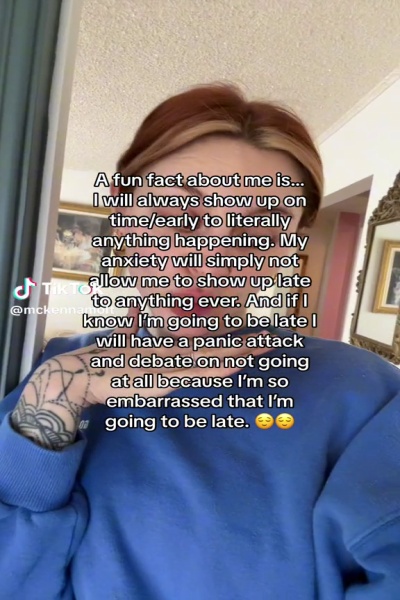 A fun fact about me is...
I will always show up on
time/early to literally
anything happening. My
anxiety will simply not
allow me to show up late
to anything ever. And if I
know I'm going to be late I
will have a panic attack
and debate on not going
at all because I'm so
embarrassed that I'm
going to be late. 😌😌
TikTok